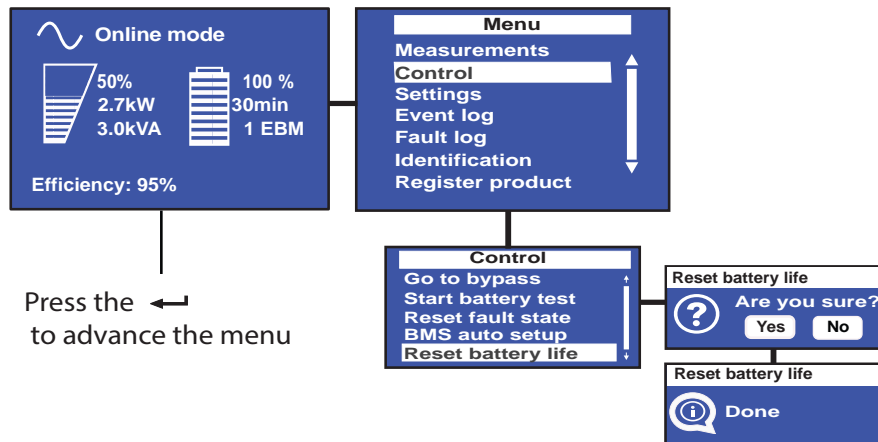 Online mode
50%
2.7kW
3.0kVA
100 %
30min
1 EBM
Efficiency: 95%
Press the
to advance the menu
Menu
Measurements
Control
Settings
Event log
Fault log
Identification
Register product
Control
Go to bypass
Start battery test
Reset fault state
BMS auto setup
Reset battery life
Reset battery life
Are you sure?
Yes No
Reset battery life
Done